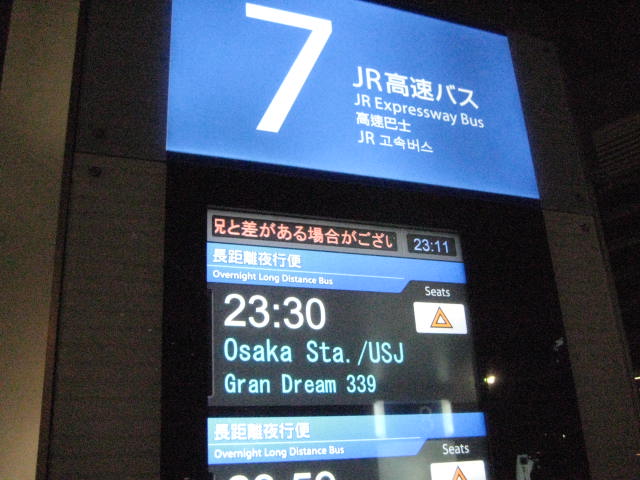 7
JR高速バス
JR Expressway Bus
高速巴士
JR 고속버스
況と差がある場合がござい
23:11
長距離夜行便
Overnight Long Distance Bus
Seats
23:30
Osaka Sta./USJ
Gran Dream 339
長距離夜行便
Overnight Long Distance Bus
Seats